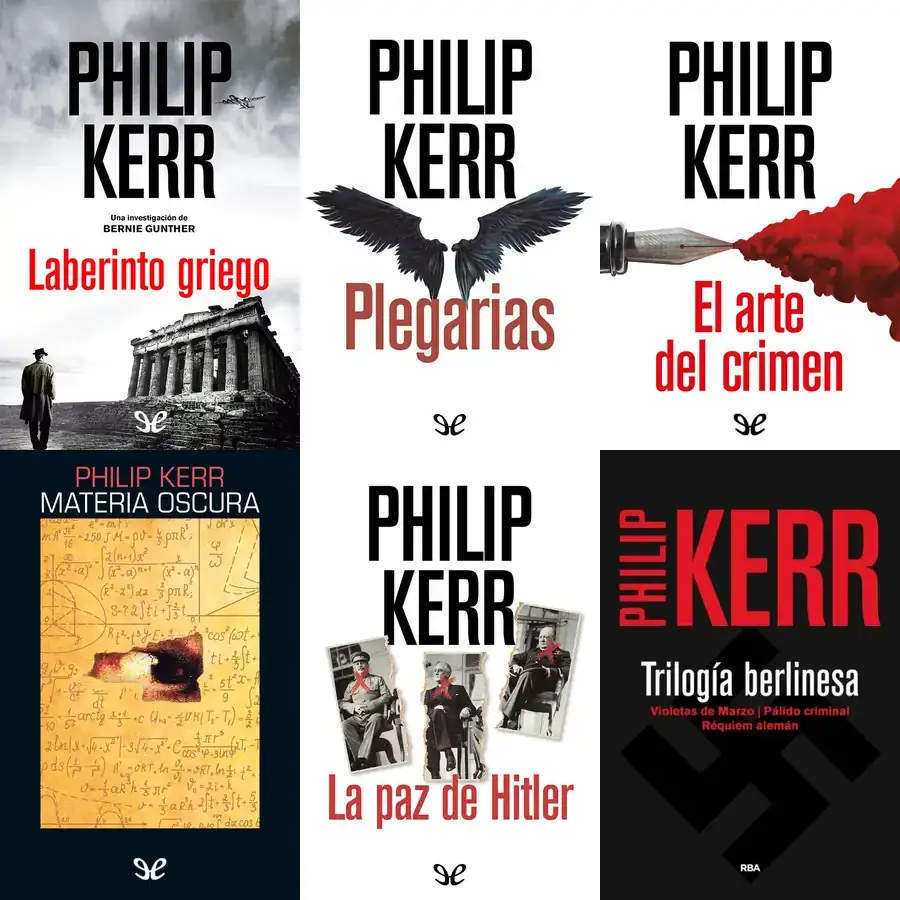 PHILIP
KERR
Una investigación de
BERNIE GUNTHER
Laberinto griego
PHILIP
KERR
Plegarias
PHILIP
KERR
El arte
del crimen
PHILIP KERR
MATERIA OSCURA
PHILIP
KERR
La paz de Hitler
PHILIP
KERR
Trilogía berlinesa
Violetas de Marzo | Pálido criminal
Réquiem alemán
RBA